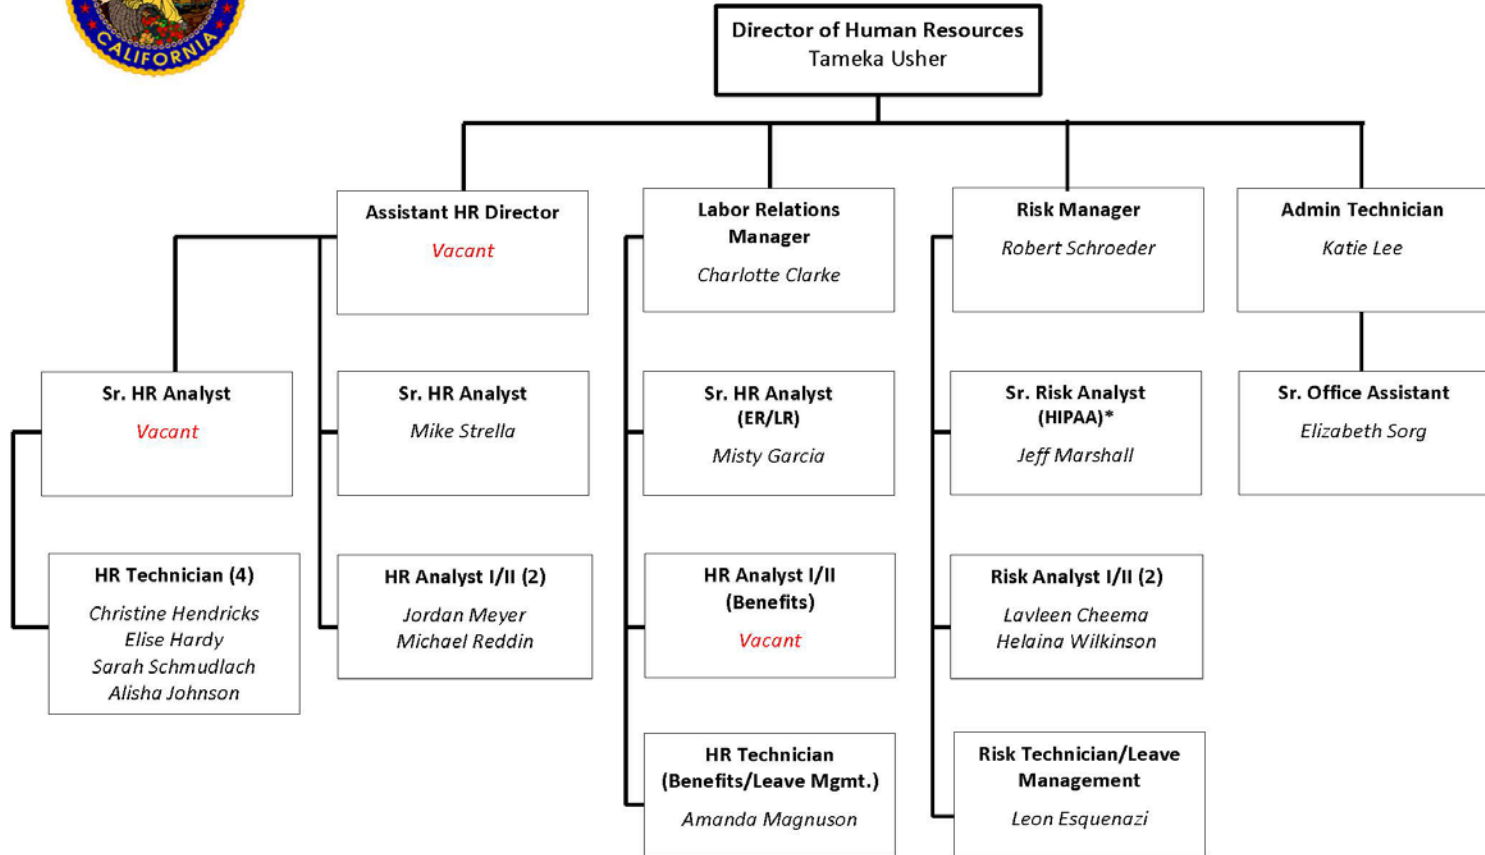 CALIFORNIA
Director of Human Resources
Tameka Usher
Assistant HR Director
Vacant
Labor Relations
Manager
Charlotte Clarke
Risk Manager
Robert Schroeder
Admin Technician
Katie Lee
Sr. HR Analyst
Vacant
Sr. HR Analyst
Mike Strella
Sr. HR Analyst
(ER/LR)
Misty Garcia
Sr. Risk Analyst
(HIPAA)*
Jeff Marshall
Sr. Office Assistant
Elizabeth Sorg
HR Technician (4)
Christine Hendricks
Elise Hardy
Sarah Schmudlach
Alisha Johnson
HR Analyst I/II (2)
Jordan Meyer
Michael Reddin
HR Analyst I/II
(Benefits)
Vacant
Risk Analyst I/II (2)
Lavleen Cheema
Helaina Wilkinson
HR Technician
(Benefits/Leave Mgmt.)
Amanda Magnuson
Risk Technician/Leave
Management
Leon Esquenazi